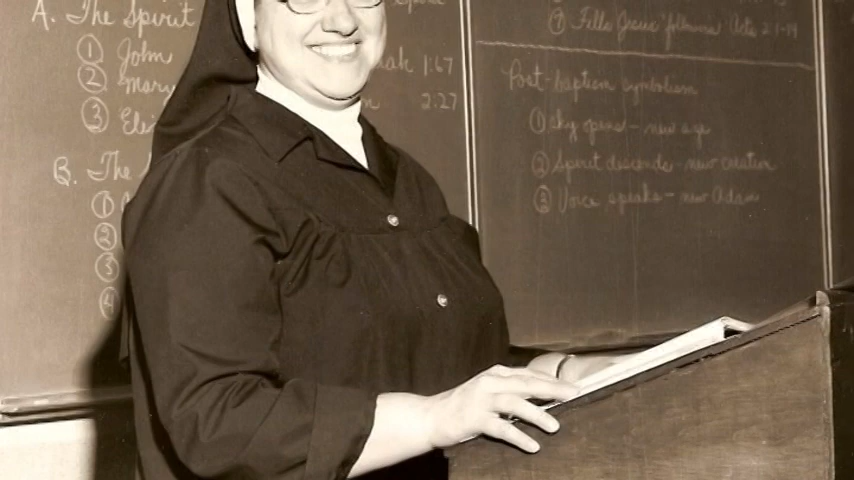 A. The Spirit
① John
② Mary
③ Eli
1:67
2:27
B. The
①
②
③
④
⑦ Fills Jesus' followers Acts 2:1-14
Post-baptism symbolism
① Sky opens - new age
② Spirit descends - new creation
③ Voice speaks - new Adam